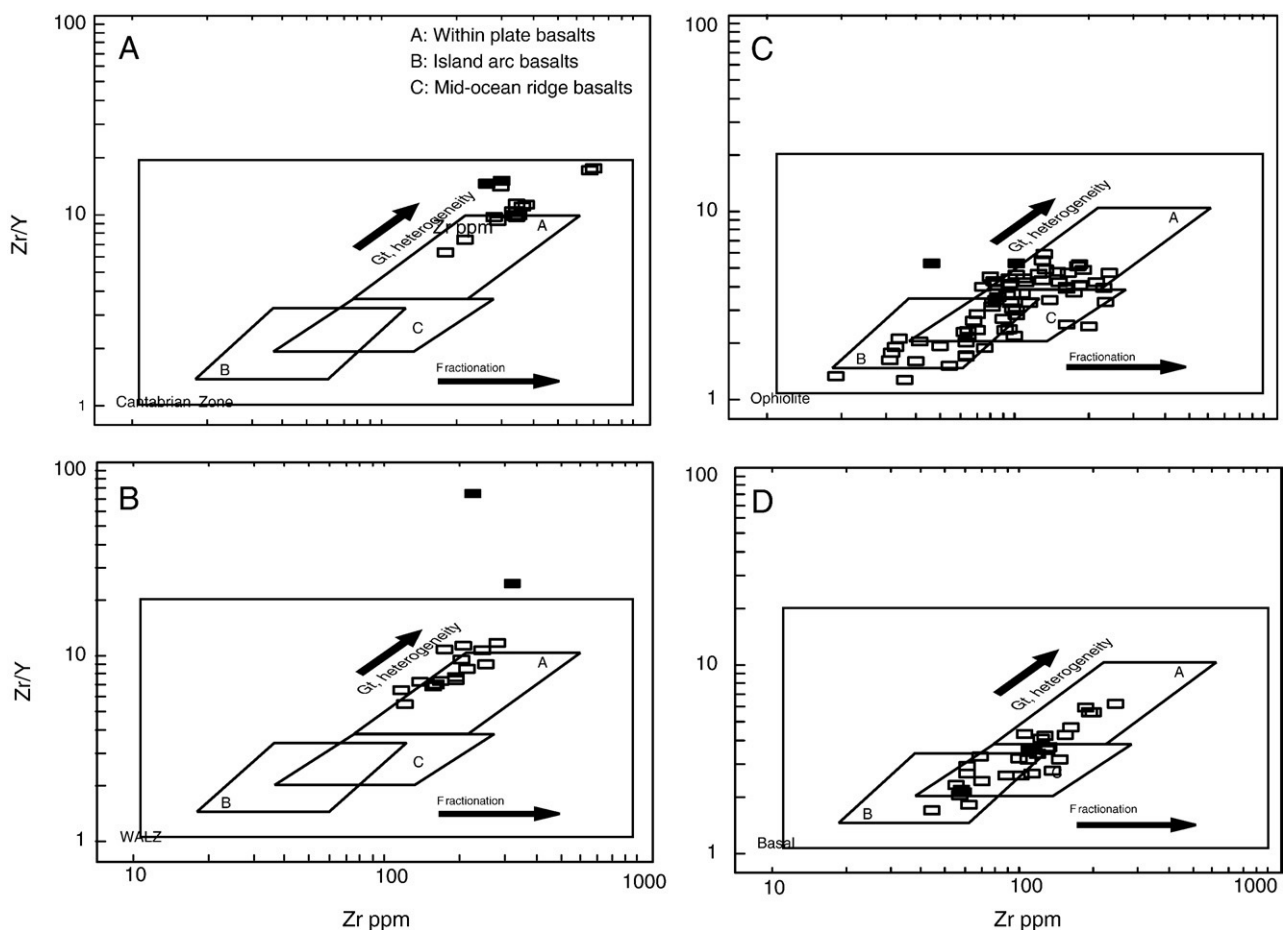 A
A: Within plate basalts
B: Island arc basalts
C: Mid-ocean ridge basalts
100
10
1
Zr/Y
Gt, heterogeneity
Zr ppm
A
B
C
Fractionation
Cantabrian Zone
C
100
10
1
Gt, heterogeneity
A
B
C
Fractionation
Ophiolite
B
100
10
1
Zr/Y
Gt, heterogeneity
A
B
C
Fractionation
WALZ
10
100
1000
Zr ppm
D
100
10
1
Gt, heterogeneity
A
B
C
Fractionation
Basal
10
100
1000
Zr ppm